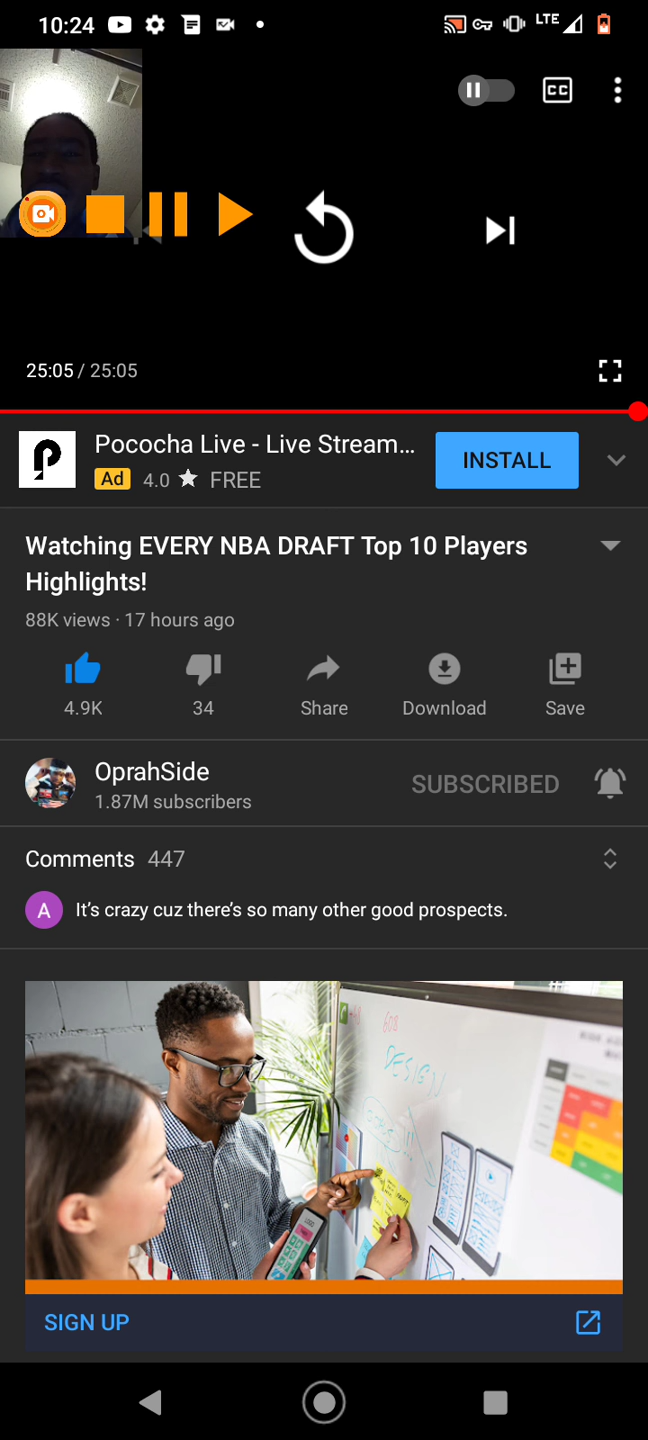 10:24
LTE
CC
25:05 / 25:05
Pococha Live - Live Stream...
INSTALL
Ad 4.0 FREE
Watching EVERY NBA DRAFT Top 10 Players
Highlights!
88K views · 17 hours ago
4.9K
34
Share
Download
Save
OprahSide
1.87M subscribers
SUBSCRIBED
Comments 447
A
It's crazy cuz there's so many other good prospects.
608
DESIGN
SIGN UP